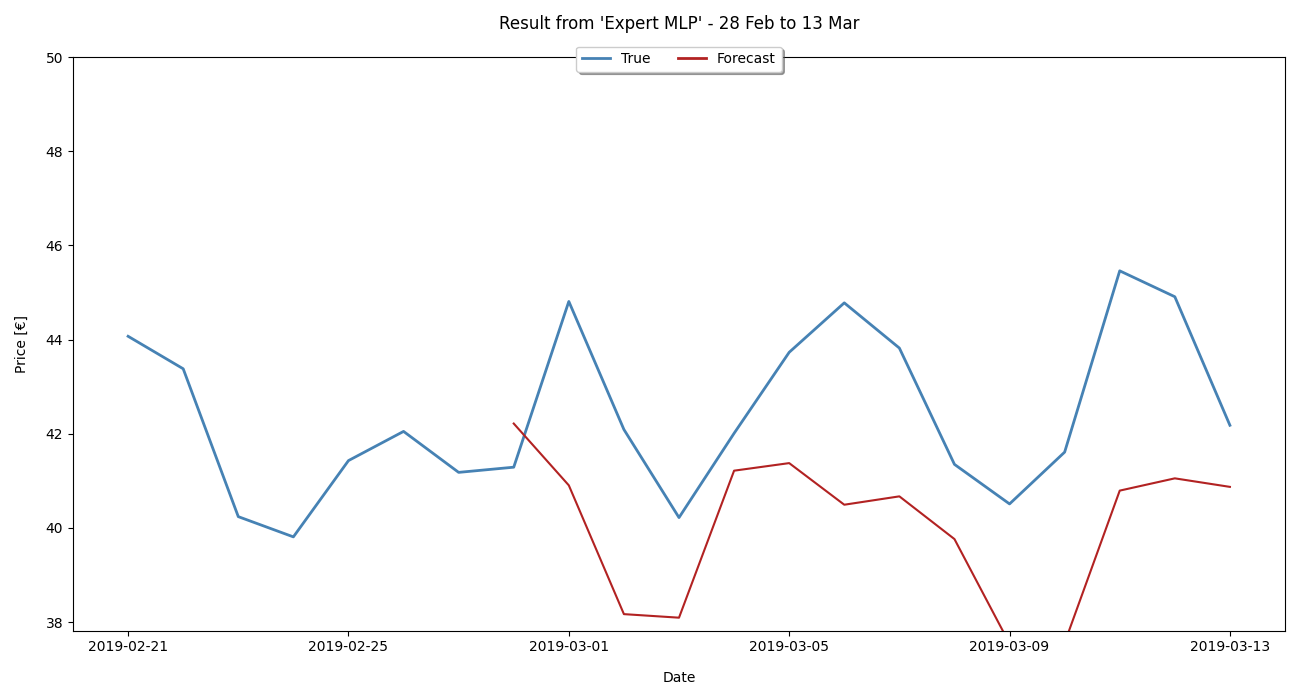 Result from 'Expert MLP' - 28 Feb to 13 Mar
True Forecast
50
48
46
44
42
40
38
Price [€]
2019-02-21 2019-02-25 2019-03-01 2019-03-05 2019-03-09 2019-03-13
Date